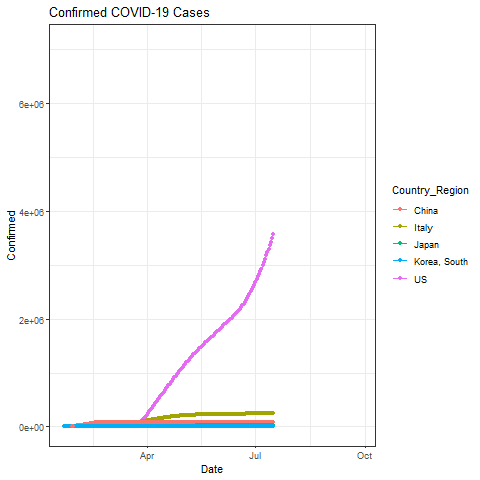 Confirmed COVID-19 Cases
6e+06
4e+06
2e+06
0e+00
Confirmed
Apr
Jul
Oct
Date
Country_Region
China
Italy
Japan
Korea, South
US